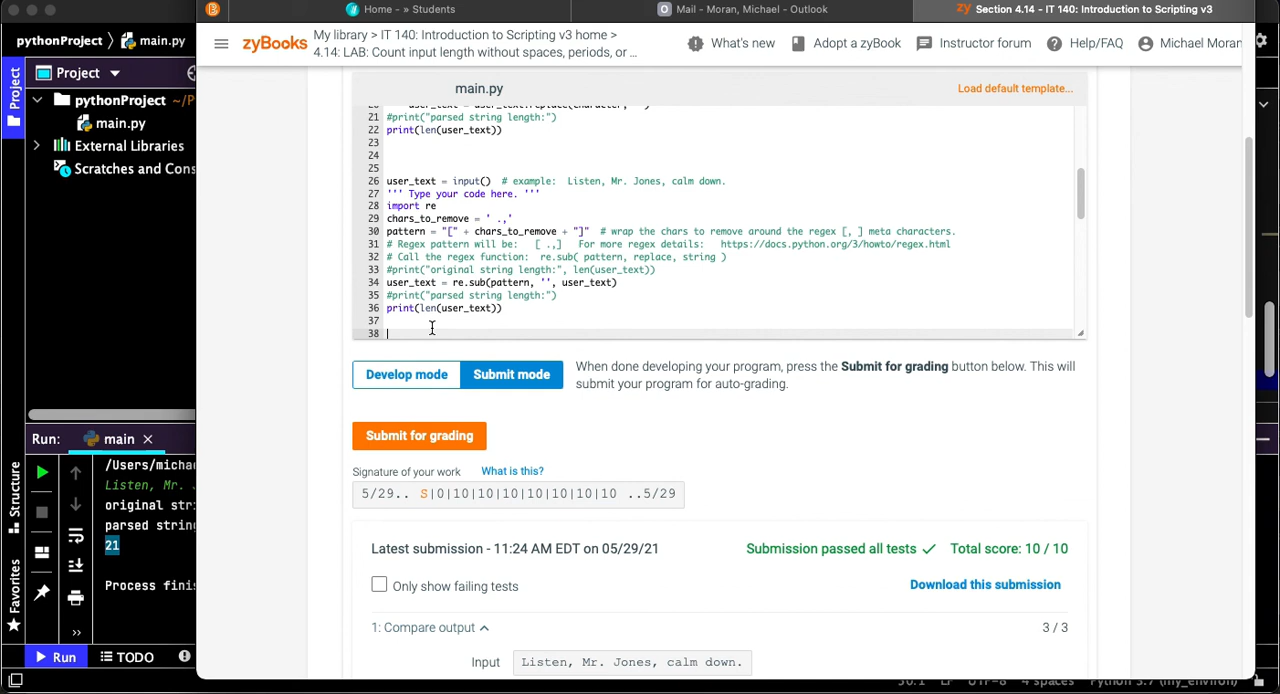 Home - » Students
Mail - Moran, Michael - Outlook
zy Section 4.14 - IT 140: Introduction to Scripting v3
pythonProject
main.py
zyBooks
My library > IT 140: Introduction to Scripting v3 home >
4.14: LAB: Count input length without spaces, periods, or ...
What's new
Adopt a zyBook
Instructor forum
Help/FAQ
Michael Moran
Project
Project
pythonProject ~/P
main.py
External Libraries
Scratches and Cons
main.py
Load default template...
21 #print("parsed string length:")
22 print(len(user_text))
23
24
25
26 user_text = input() # example: Listen, Mr. Jones, calm down.
27 ''' Type your code here. '''
28 import re
29 chars_to_remove = ' .,'
30 pattern = "[" + chars_to_remove + "]" # wrap the chars to remove around the regex [, ] meta characters.
31 # Regex pattern will be: [ .,] For more regex details: https://docs.python.org/3/howto/regex.html
32 # Call the regex function: re.sub( pattern, replace, string )
33 #print("original string length:", len(user_text))
34 user_text = re.sub(pattern, '', user_text)
35 #print("parsed string length:")
36 print(len(user_text))
37
38
Develop mode
Submit mode
When done developing your program, press the Submit for grading button below. This will
submit your program for auto-grading.
Submit for grading
Signature of your work
What is this?
5/29.. S|0|10|10|10|10|10|10|10 ..5/29
Latest submission - 11:24 AM EDT on 05/29/21
Submission passed all tests ✓
Total score: 10 / 10
Only show failing tests
Download this submission
1: Compare output
3 / 3
Input
Listen, Mr. Jones, calm down.
Run:
main
/Users/micha
Listen, Mr.
original str
parsed string
21
Process fini
Structure
Favorites
Run
TODO